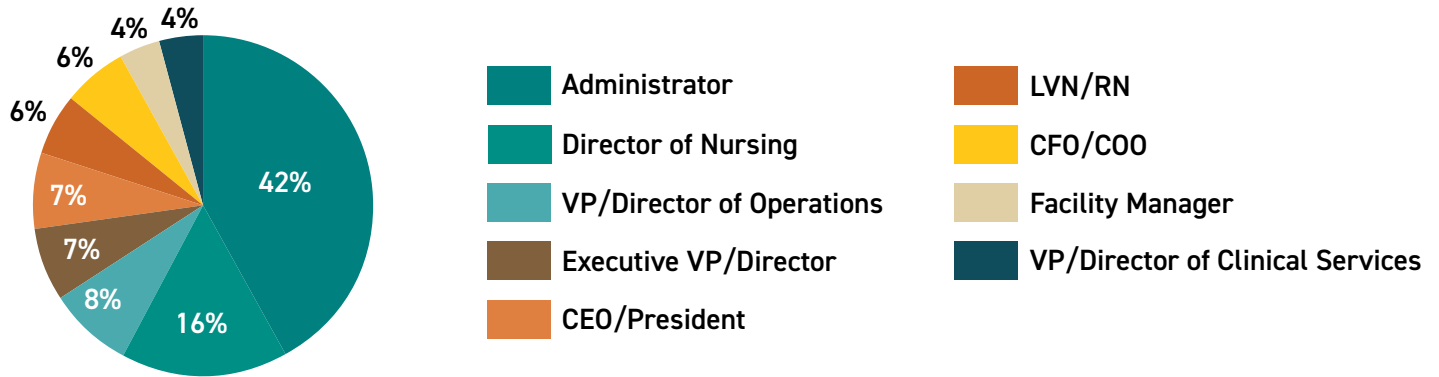 4%
4%
6%
6%
7%
7%
8%
16%
42%
Administrator
Director of Nursing
VP/Director of Operations
Executive VP/Director
CEO/President
LVN/RN
CFO/COO
Facility Manager
VP/Director of Clinical Services